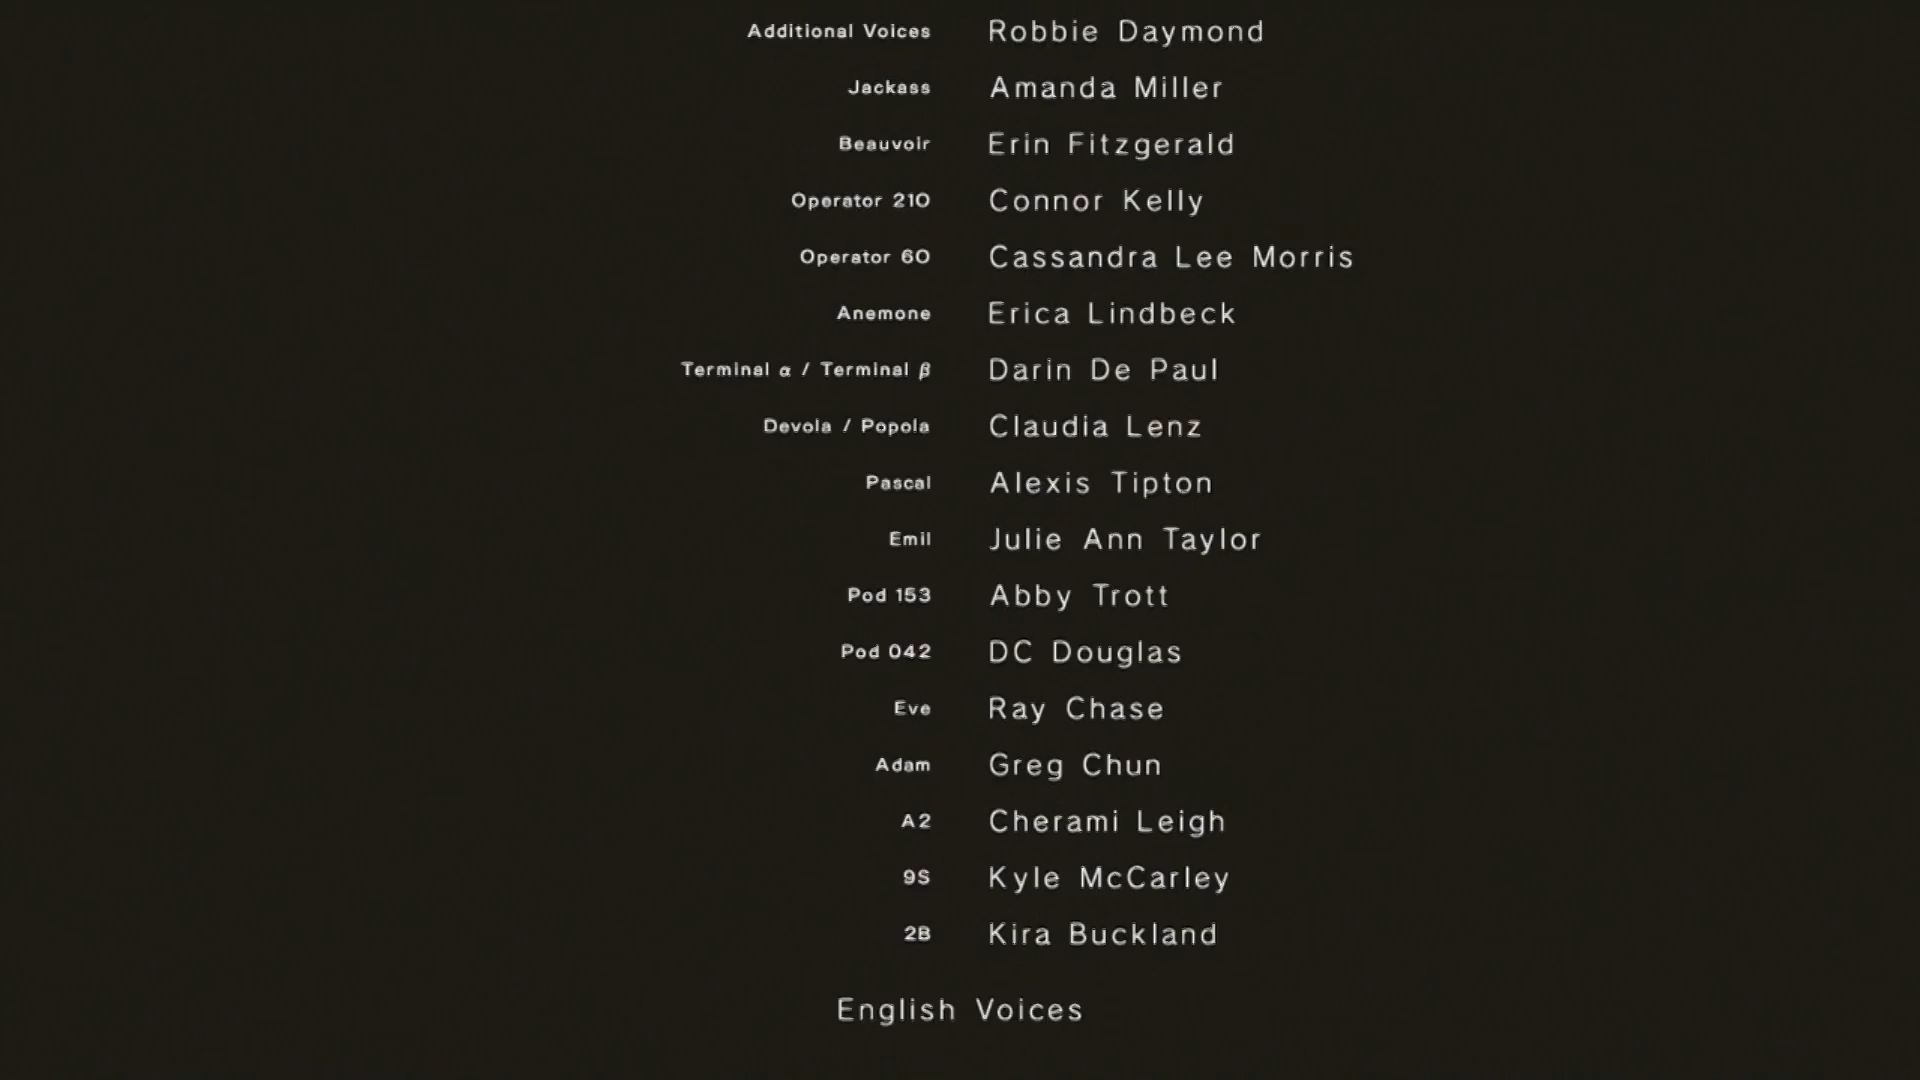 Additional Voices Robbie Daymond
Jackass Amanda Miller
Beauvoir Erin Fitzgerald
Operator 21O Connor Kelly
Operator 6O Cassandra Lee Morris
Anemone Erica Lindbeck
Terminal α / Terminal β Darin De Paul
Devola / Popola Claudia Lenz
Pascal Alexis Tipton
Emil Julie Ann Taylor
Pod 153 Abby Trott
Pod 042 DC Douglas
Eve Ray Chase
Adam Greg Chun
A2 Cherami Leigh
9S Kyle McCarley
2B Kira Buckland
English Voices